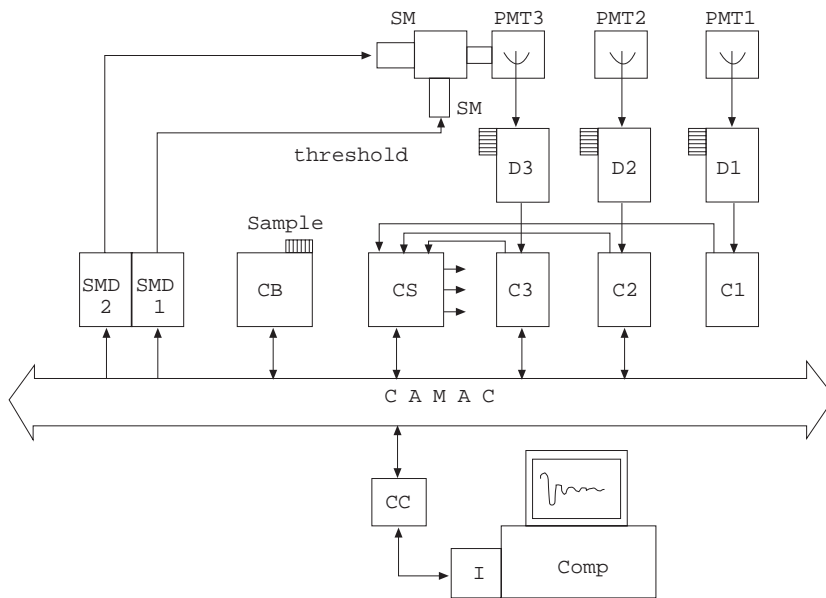 SM PMT3 PMT2 PMT1
SM
threshold
D3 D2 D1
Sample
SMD 2 SMD 1 CB CS C3 C2 C1
C A M A C
CC
I Comp